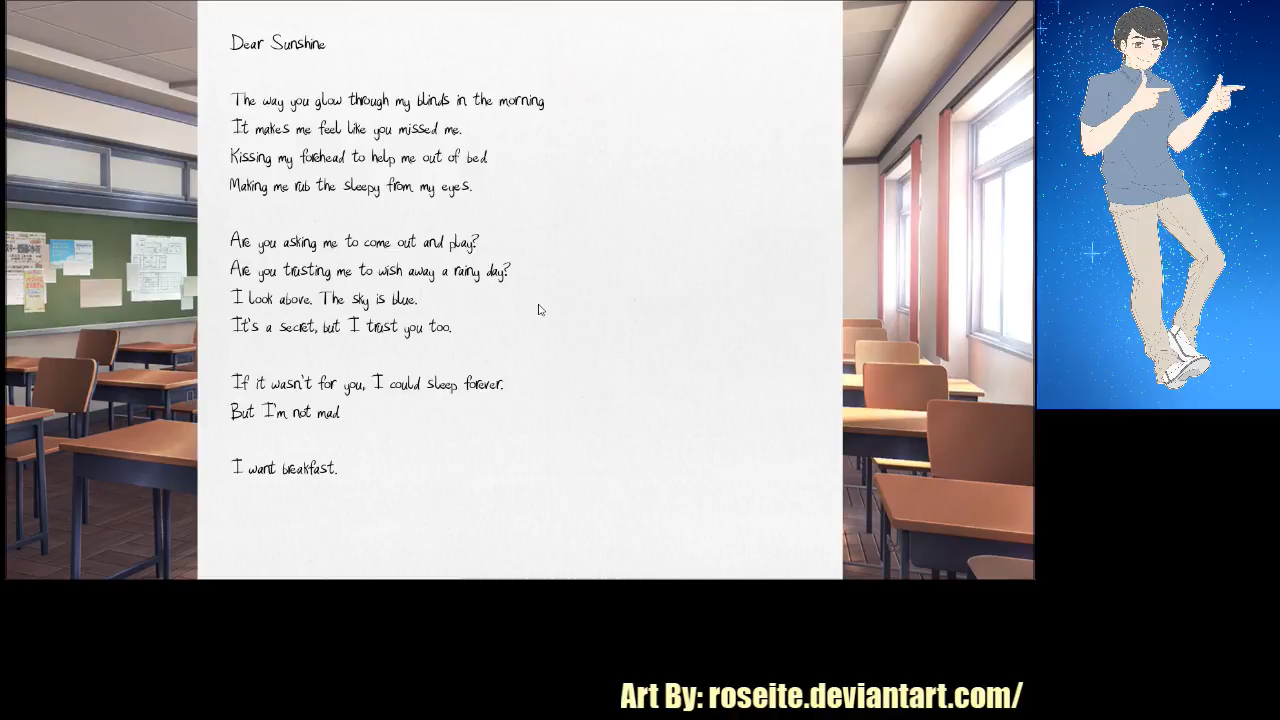 Dear Sunshine
The way you glow through my blinds in the morning
It makes me feel like you missed me.
Kissing my forehead to help me out of bed
Making me rub the sleepy from my eyes.
Are you asking me to come out and play?
Are you trusting me to wish away a rainy day?
I look above. The sky is blue.
It's a secret, but I trust you too.
If it wasn't for you, I could sleep forever.
But I'm not mad
I want breakfast.
Art By: roseite.deviantart.com/